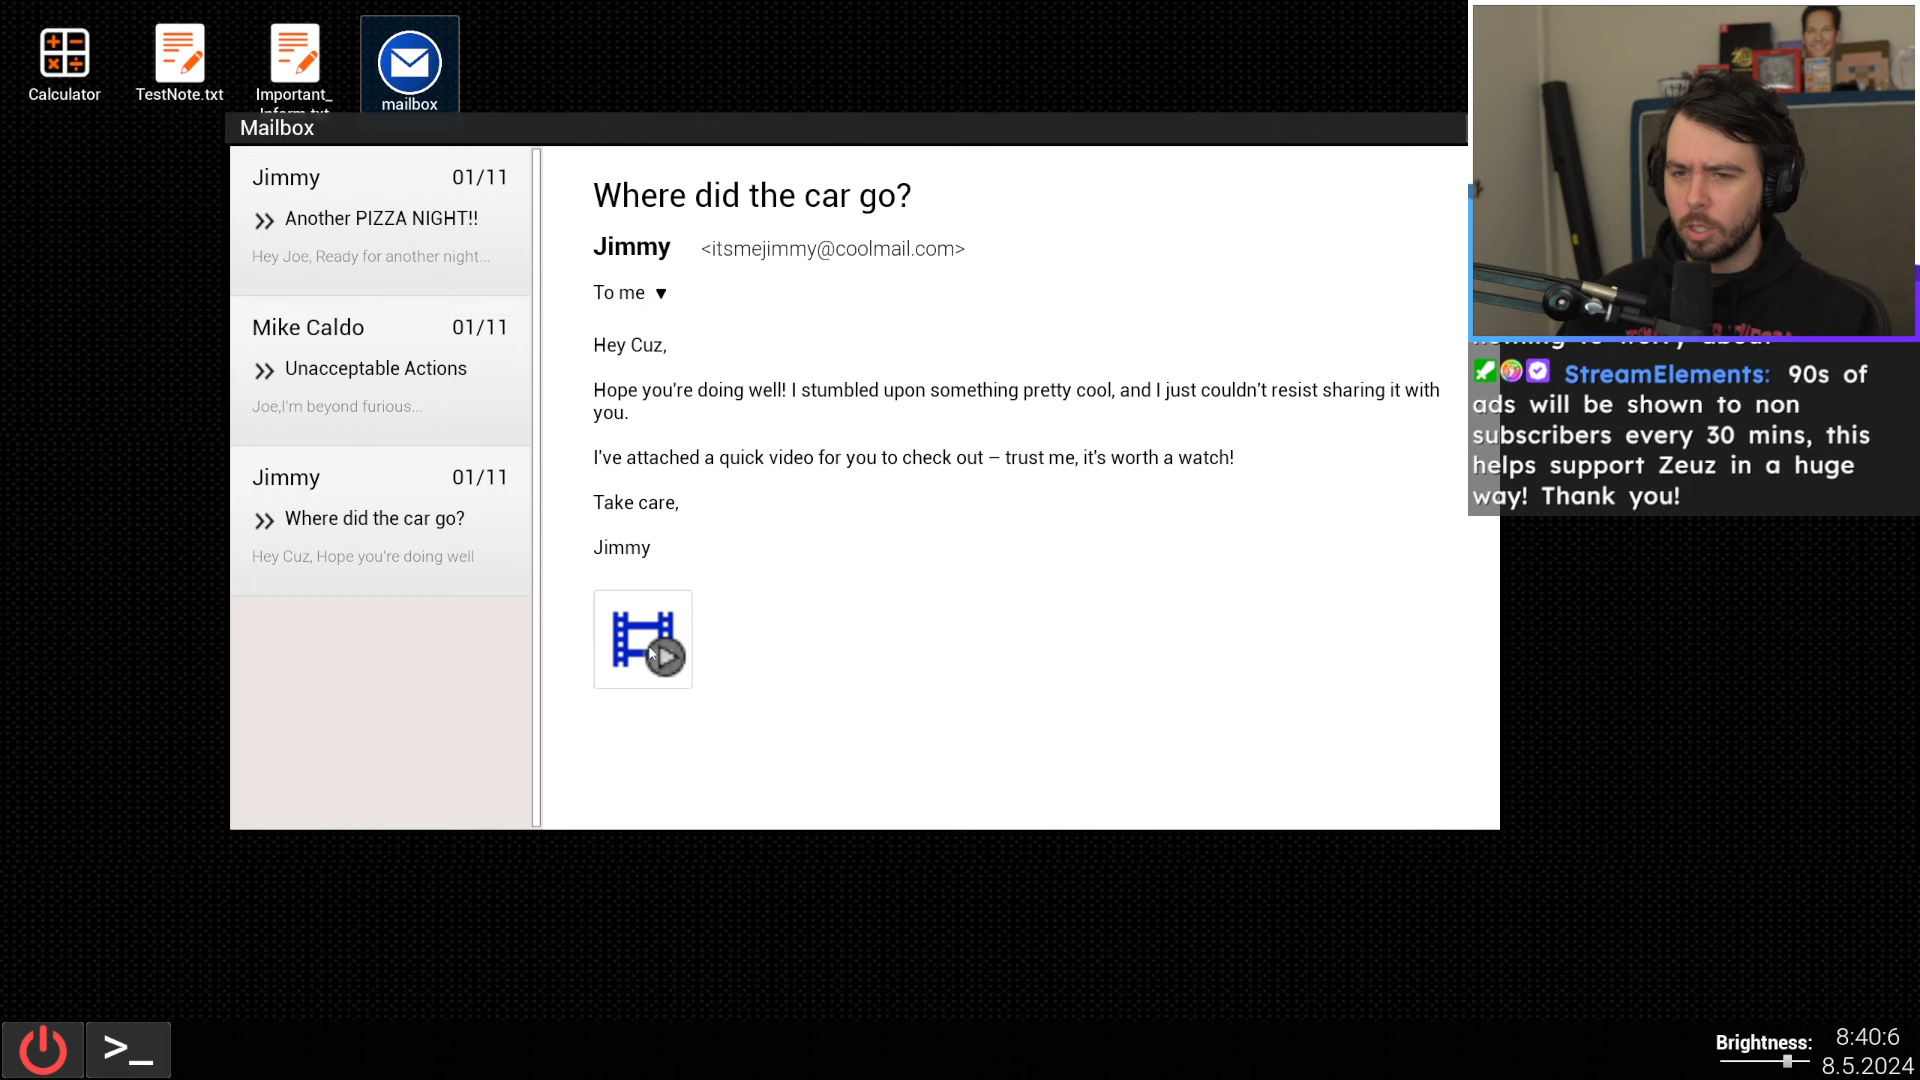 Calculator
TestNote.txt
Important_
mailbox
Mailbox
Jimmy 01/11
Another PIZZA NIGHT!!
Hey Joe, Ready for another night...
Mike Caldo 01/11
Unacceptable Actions
Joe,I'm beyond furious...
Jimmy 01/11
Where did the car go?
Hey Cuz, Hope you're doing well
Where did the car go?
Jimmy <itsmejimmy@coolmail.com>
To me ▼
Hey Cuz,
Hope you're doing well! I stumbled upon something pretty cool, and I just couldn't resist sharing it with
you.
I've attached a quick video for you to check out – trust me, it's worth a watch!
Take care,
Jimmy
StreamElements: 90s of
ads will be shown to non
subscribers every 30 mins, this
helps support Zeuz in a huge
way! Thank you!
>_
Brightness:
8:40:6
8.5.2024